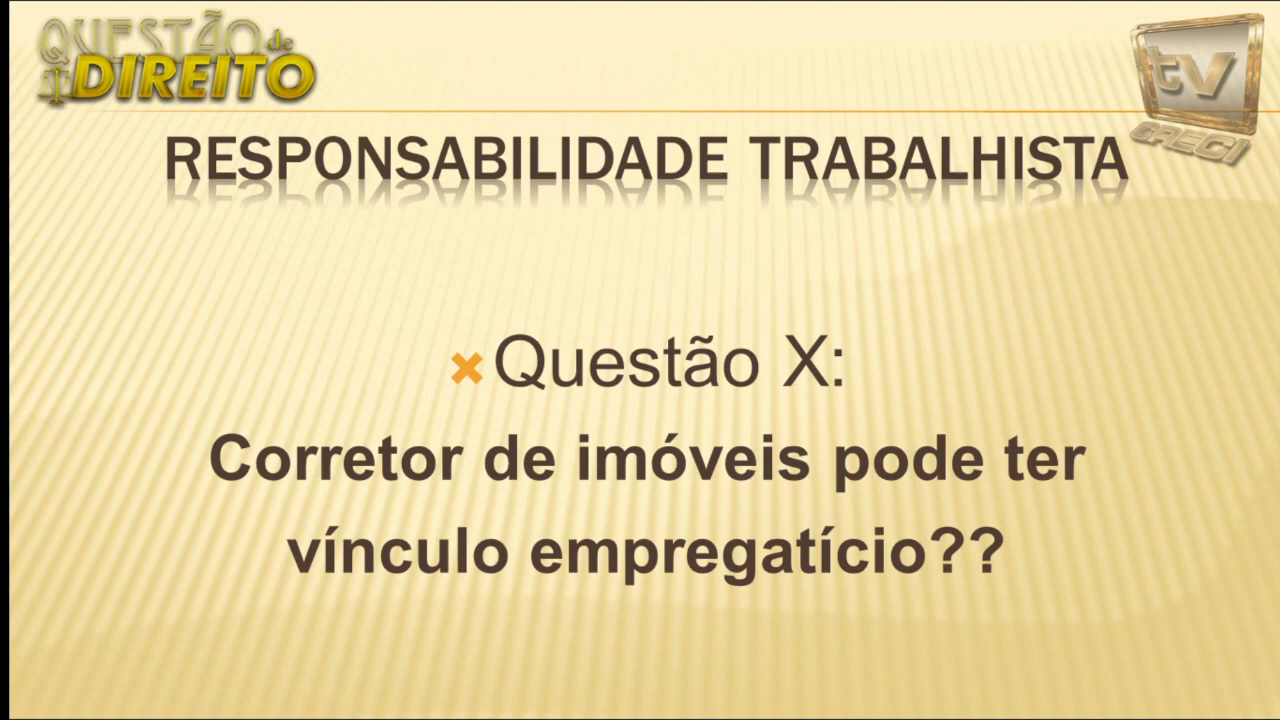 QUESTÃO de
DIREITO
tv
CRECI
RESPONSABILIDADE TRABALHISTA
Questão X:
Corretor de imóveis pode ter
vínculo empregatício??